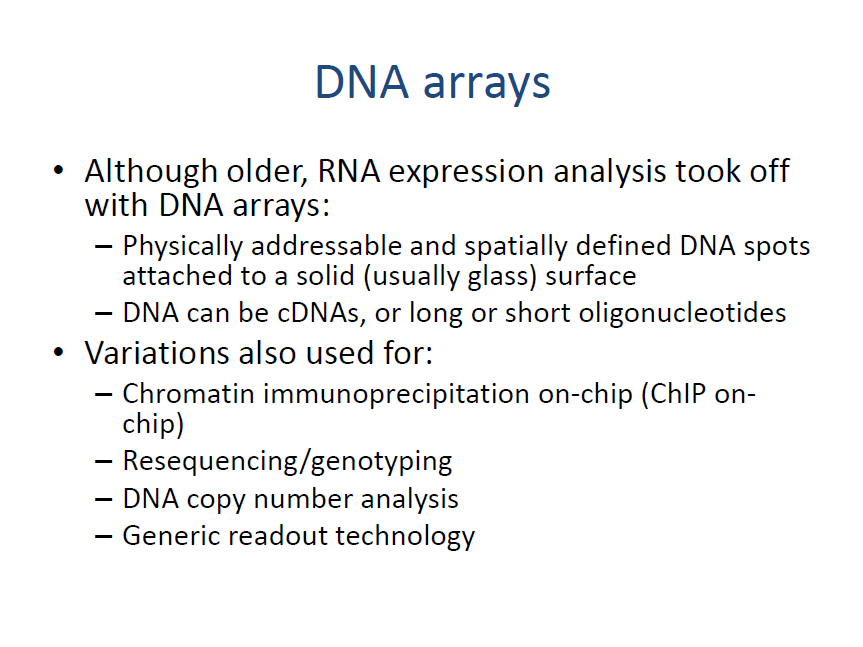 DNA arrays
• Although older, RNA expression analysis took off
with DNA arrays:
– Physically addressable and spatially defined DNA spots
attached to a solid (usually glass) surface
– DNA can be cDNAs, or long or short oligonucleotides
• Variations also used for:
– Chromatin immunoprecipitation on-chip (ChIP on-
chip)
– Resequencing/genotyping
– DNA copy number analysis
– Generic readout technology